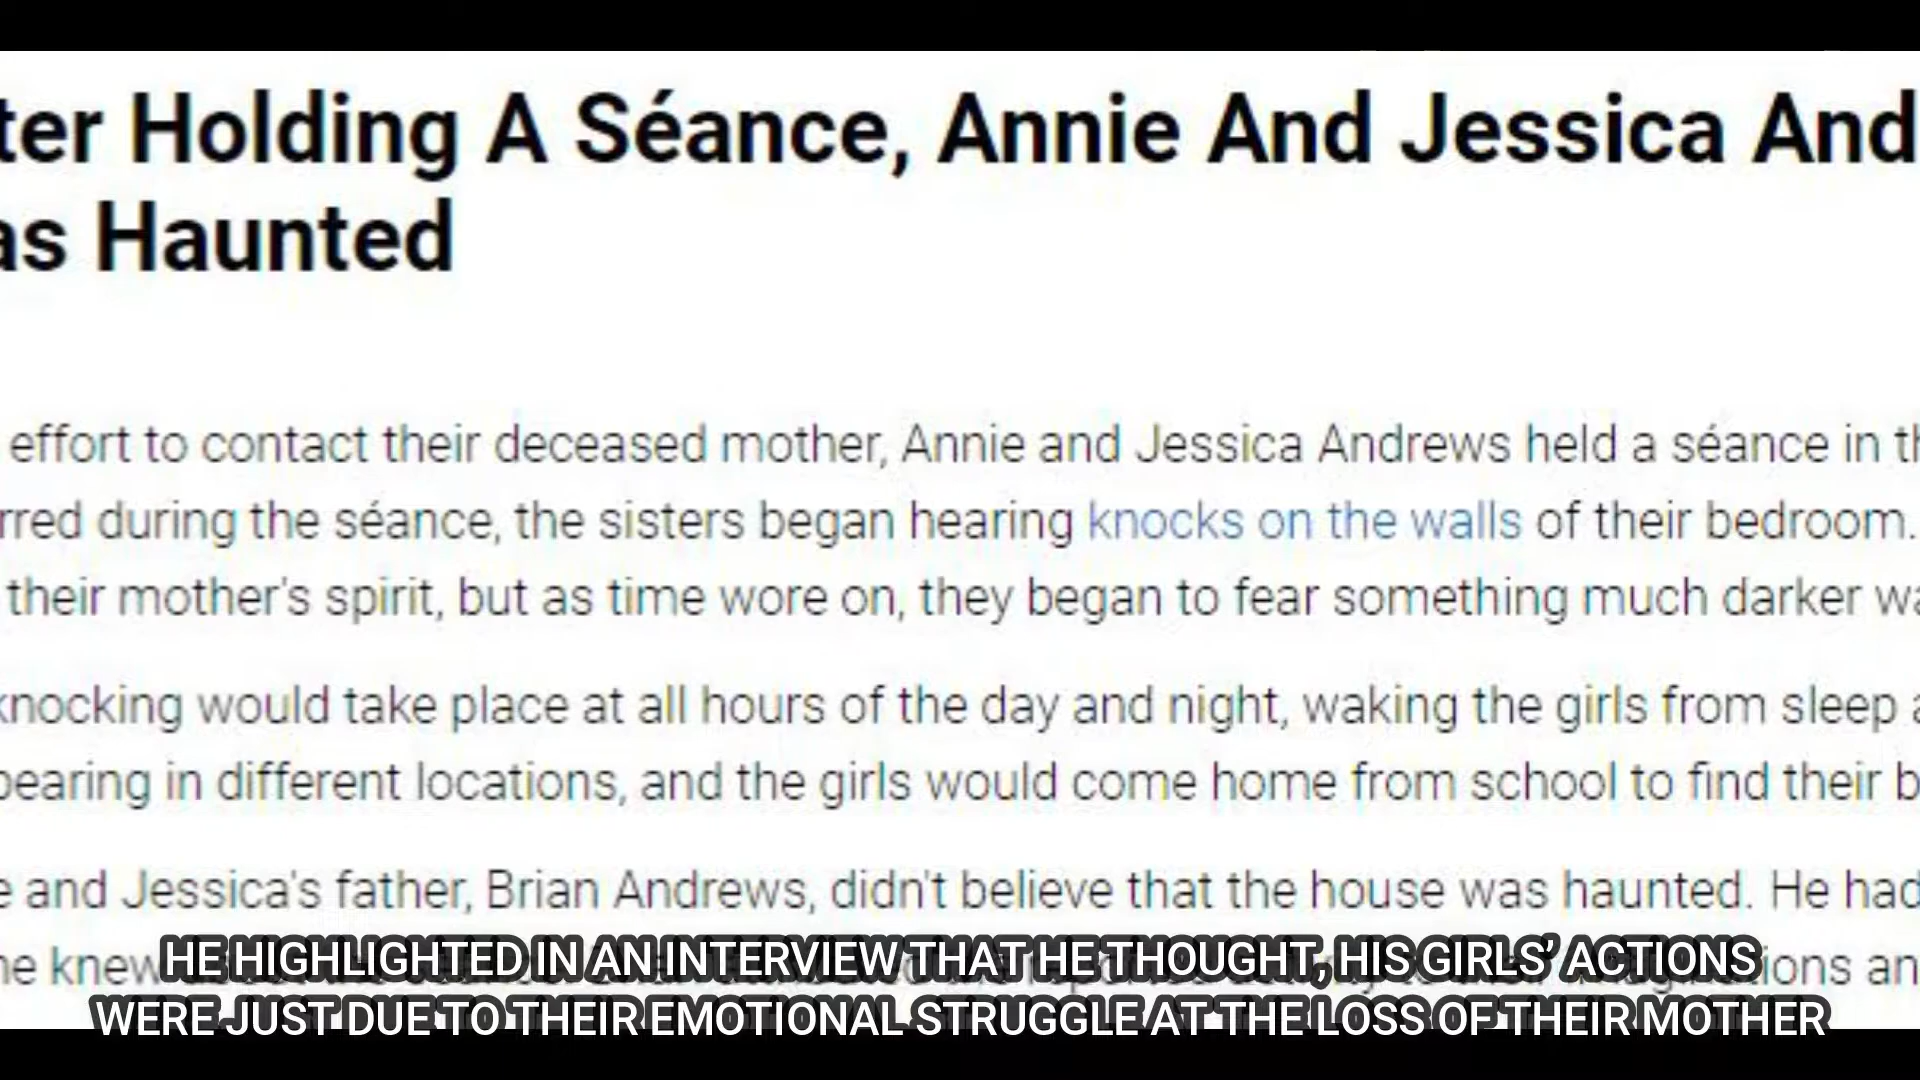 ter Holding A Séance, Annie And Jessica And
as Haunted
effort to contact their deceased mother, Annie and Jessica Andrews held a séance in th
rred during the séance, the sisters began hearing knocks on the walls of their bedroom.
their mother's spirit, but as time wore on, they began to fear something much darker wa
knocking would take place at all hours of the day and night, waking the girls from sleep a
pearing in different locations, and the girls would come home from school to find their b
e and Jessica's father, Brian Andrews, didn't believe that the house was haunted. He had
he knew
HE HIGHLIGHTED IN AN INTERVIEW THAT HE THOUGHT, HIS GIRLS’ ACTIONS
WERE JUST DUE TO THEIR EMOTIONAL STRUGGLE AT THE LOSS OF THEIR MOTHER